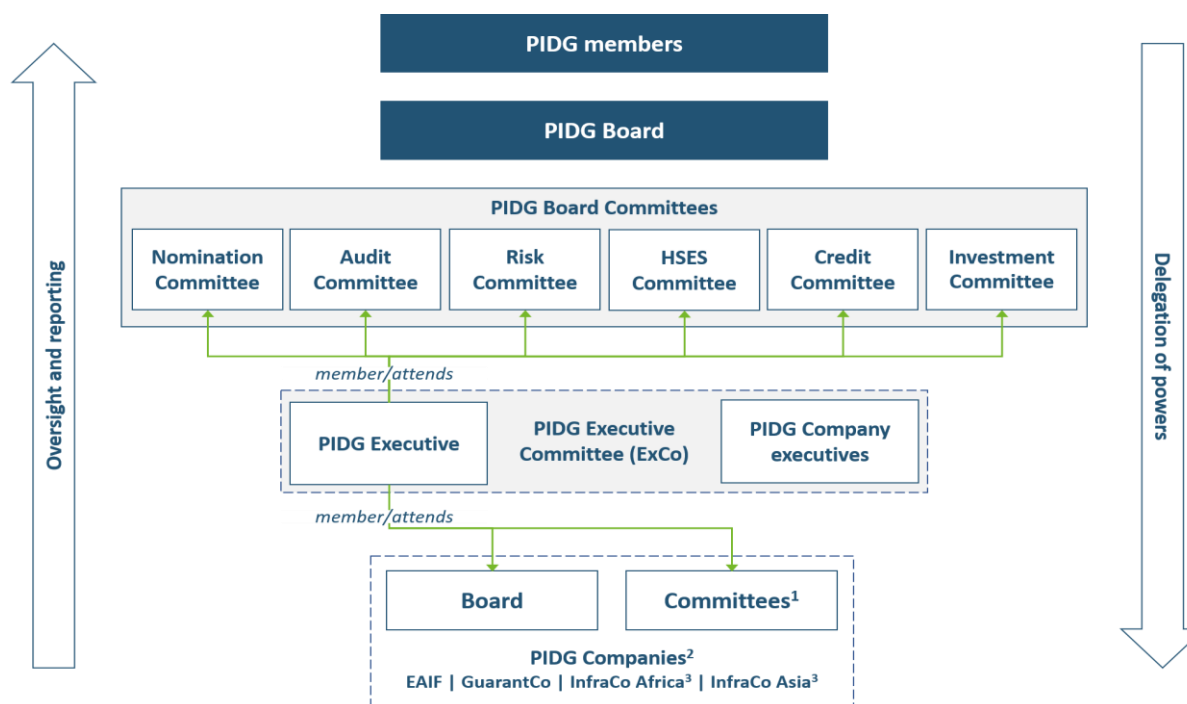 PIDG members
PIDG Board
PIDG Board Committees
Nomination
Committee
Audit
Committee
Risk
Committee
HSES
Committee
Credit
Committee
Investment
Committee
member/attends
PIDG Executive
PIDG Executive
Committee (ExCo)
PIDG Company
executives
member/attends
Board
Committees¹
PIDG Companies²
EAIF | GuarantCo | InfraCo Africa³ | InfraCo Asia³
Oversight and reporting
Delegation of powers